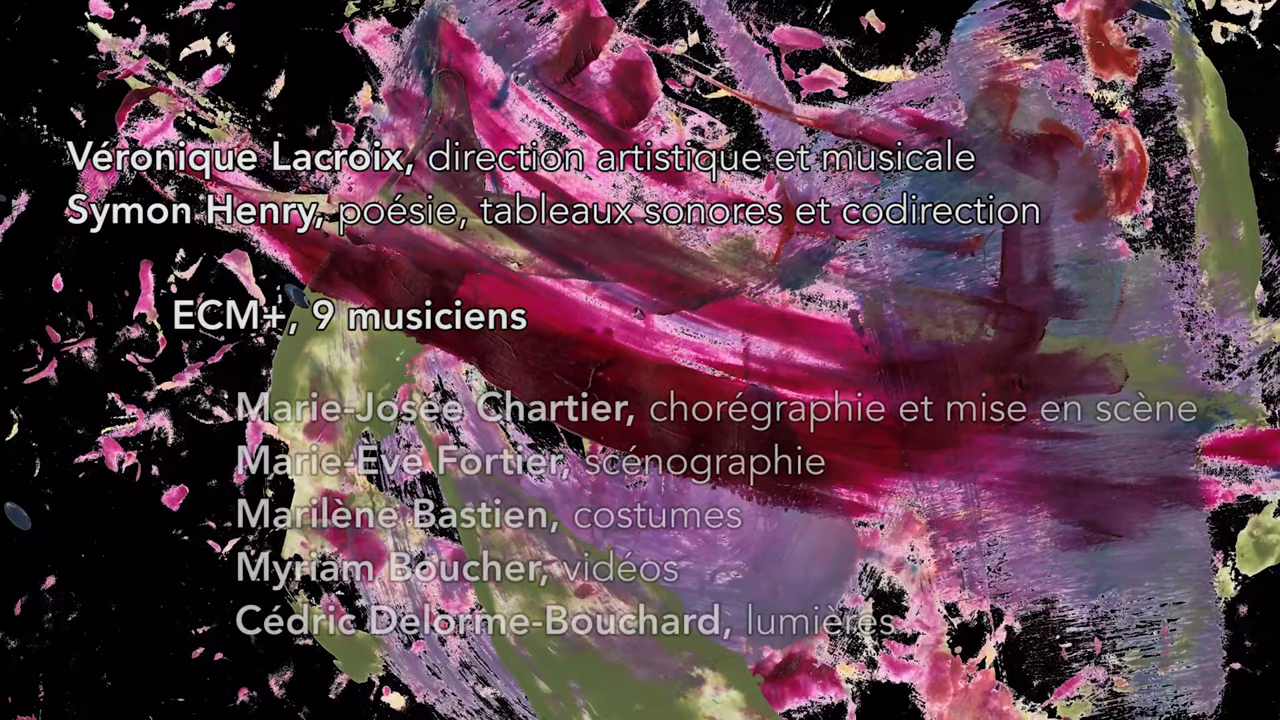 Véronique Lacroix, direction artistique et musicale
Symon Henry, poésie, tableaux sonores et codirection
ECM+, 9 musiciens
Marie-Josée Chartier, chorégraphie et mise en scène
Marie-Ève Fortier, scénographie
Marilène Bastien, costumes
Myriam Boucher, vidéos
Cédric Delorme-Bouchard, lumières